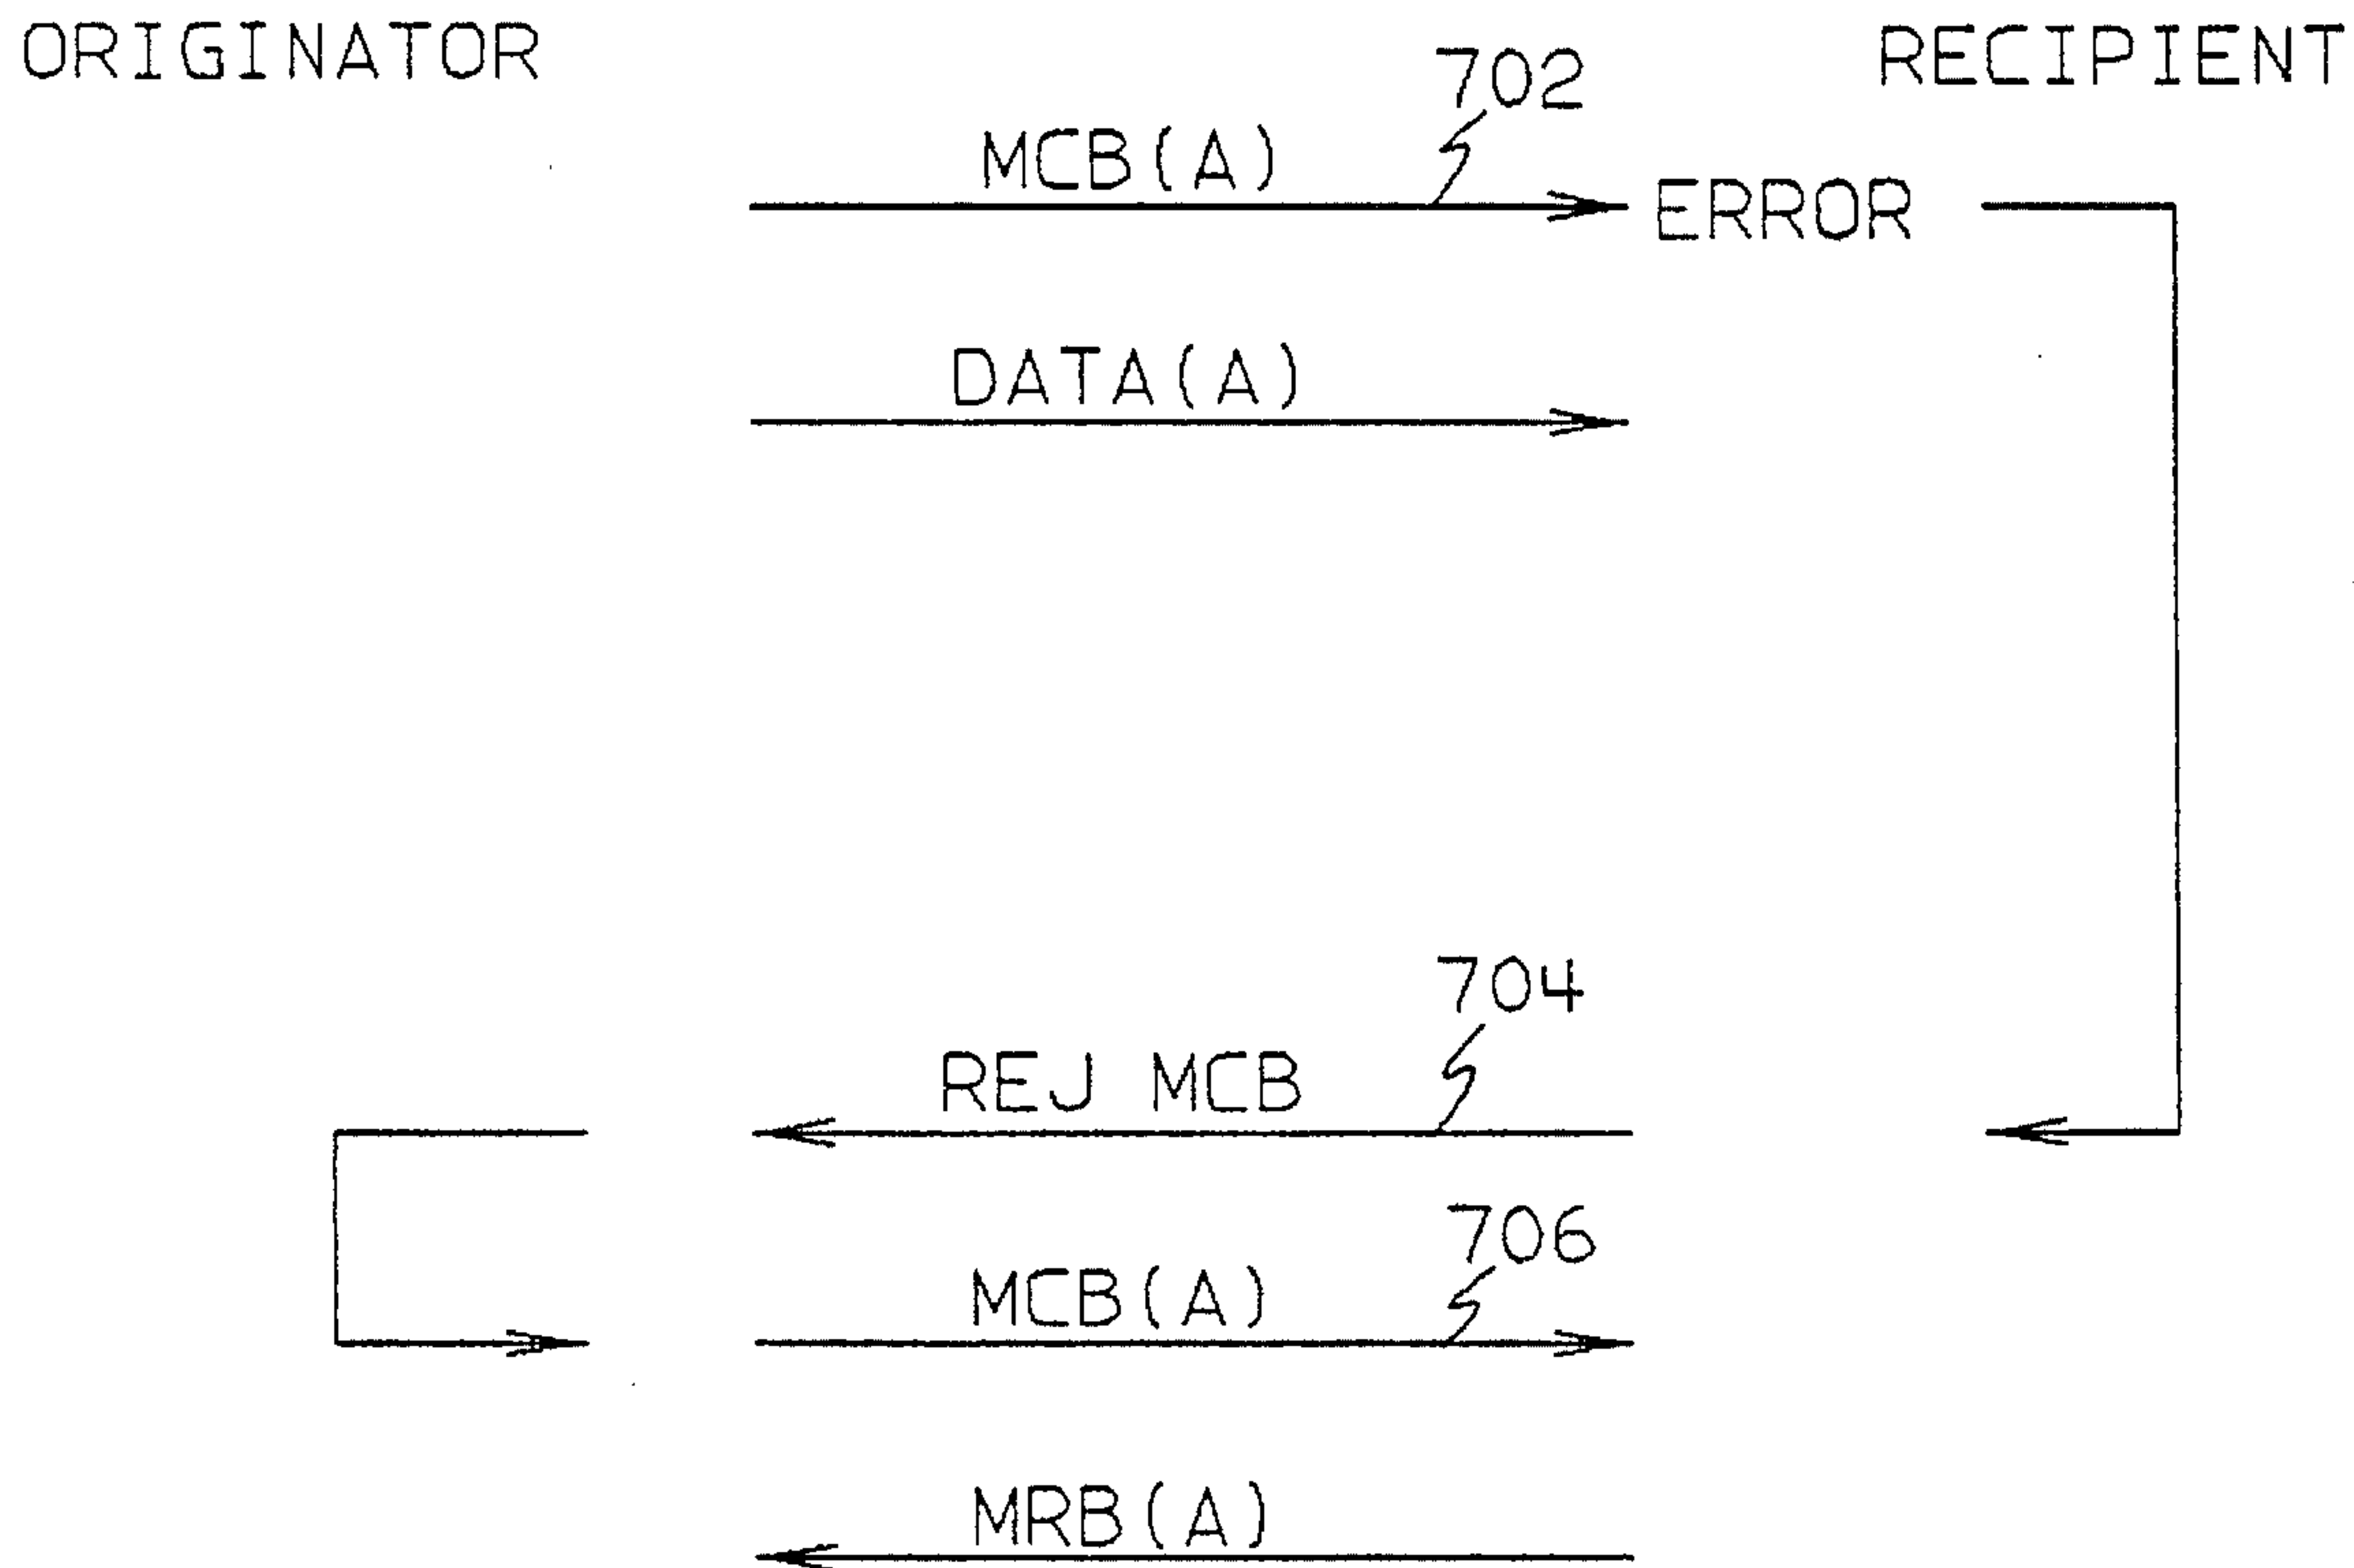 ORIGINATOR
RECIPIENT
702
MCB(A)
ERROR
DATA(A)
704
REJ MCB
706
MCB(A)
MRB(A)